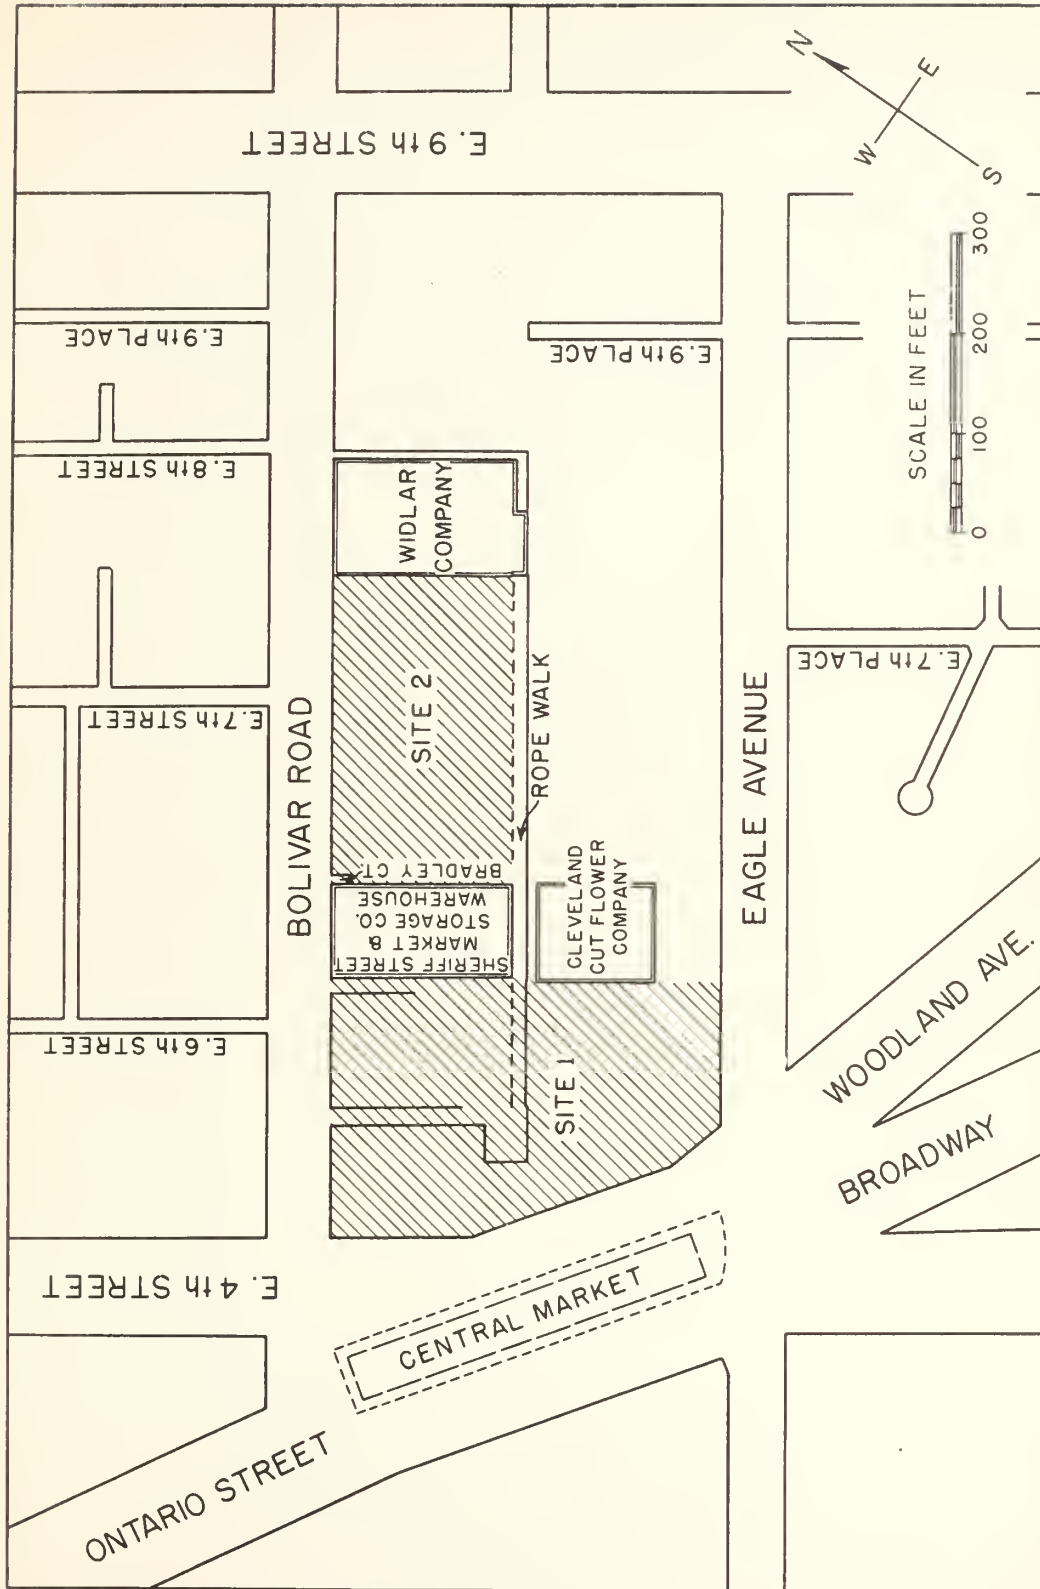 E. 9th STREET
N
E
W
S
E. 9th PLACE
E. 9th PLACE
SCALE IN FEET
0 100 200 300
E. 8th STREET
WIDLAR
COMPANY
E. 7th STREET
SITE 2
ROPE WALK
E. 7th PLACE
BOLIVAR ROAD
EAGLE AVENUE
BRADLEY CT.
SHERIFF STREET
MARKET &
STORAGE CO.
WAREHOUSE
CLEVELAND
CUT FLOWER
COMPANY
E. 6th STREET
SITE 1
WOODLAND AVE.
BROADWAY
E. 4th STREET
CENTRAL MARKET
ONTARIO STREET